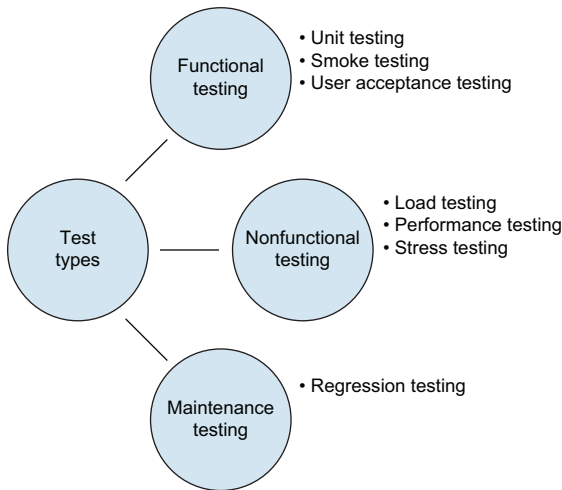 Functional
testing
• Unit testing
• Smoke testing
• User acceptance testing
Test
types
Nonfunctional
testing
• Load testing
• Performance testing
• Stress testing
Maintenance
testing
• Regression testing